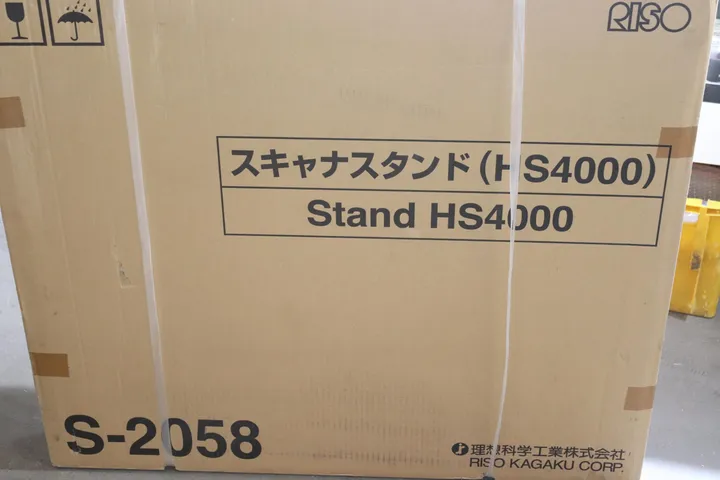 RISO
スキャナスタンド(HS4000)
Stand HS4000
S-2058
理想科学工業株式会社
RISO KAGAKU CORP.